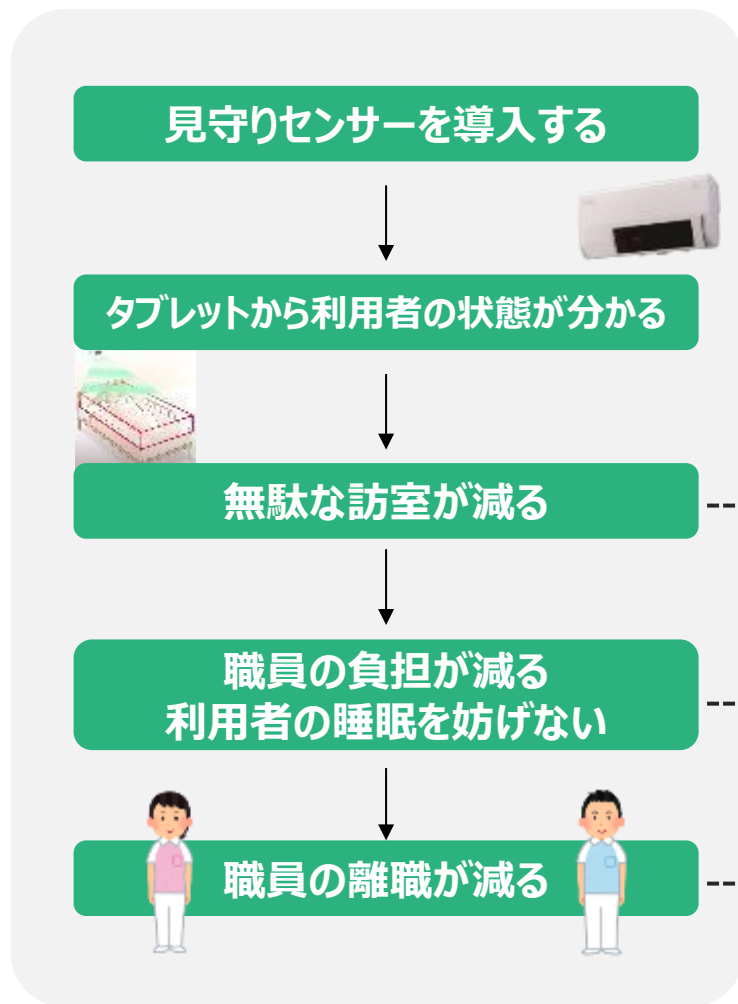 見守りセンサーを導入する
タブレットから利用者の状態が分かる
無駄な訪室が減る
職員の負担が減る
利用者の睡眠を妨げない
職員の離職が減る